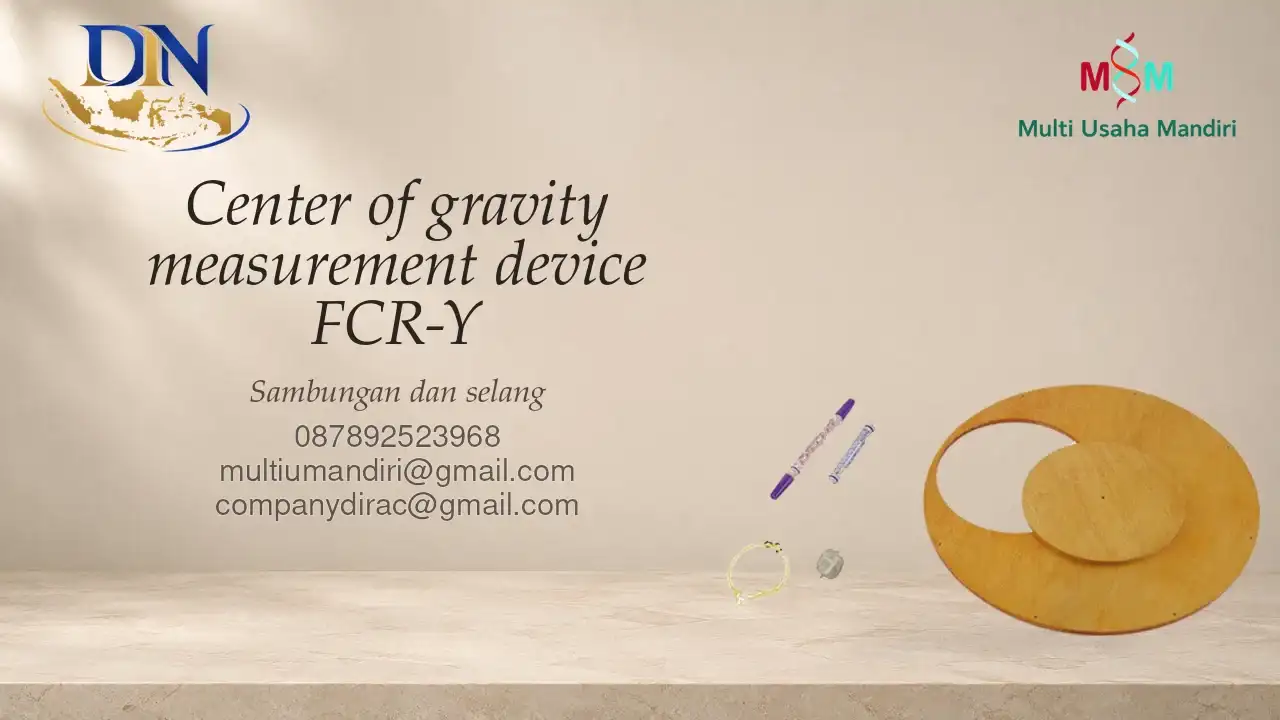 DIN
M M
Multi Usaha Mandiri
Center of gravity
measurement device
FCR-Y
Sambungan dan selang
087892523968
multiumandiri@gmail.com
companydirac@gmail.com